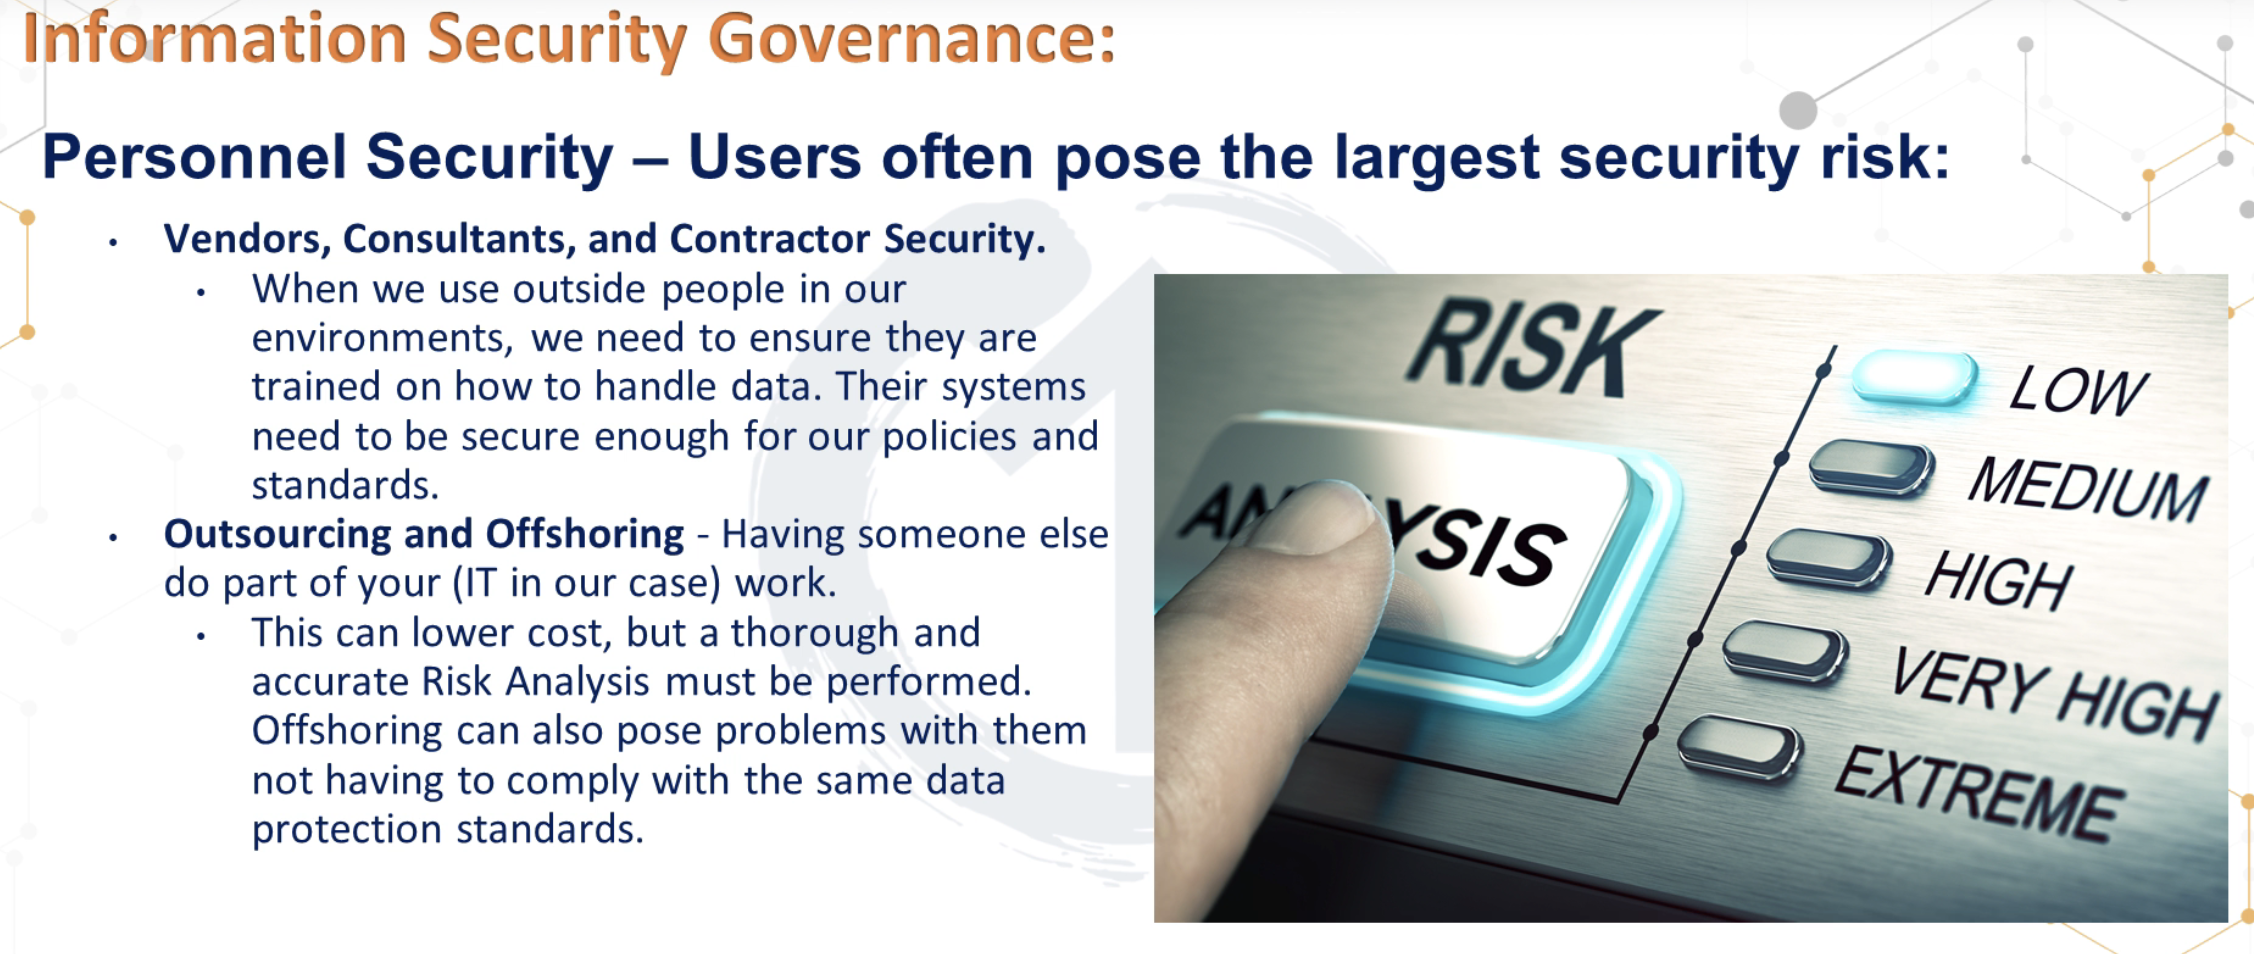 Information Security Governance:
Personnel Security – Users often pose the largest security risk:
• Vendors, Consultants, and Contractor Security.
• When we use outside people in our
environments, we need to ensure they are
trained on how to handle data. Their systems
need to be secure enough for our policies and
standards.
• Outsourcing and Offshoring - Having someone else
do part of your (IT in our case) work.
• This can lower cost, but a thorough and
accurate Risk Analysis must be performed.
Offshoring can also pose problems with them
not having to comply with the same data
protection standards.
RISK
ANALYSIS
LOW
MEDIUM
HIGH
VERY HIGH
EXTREME